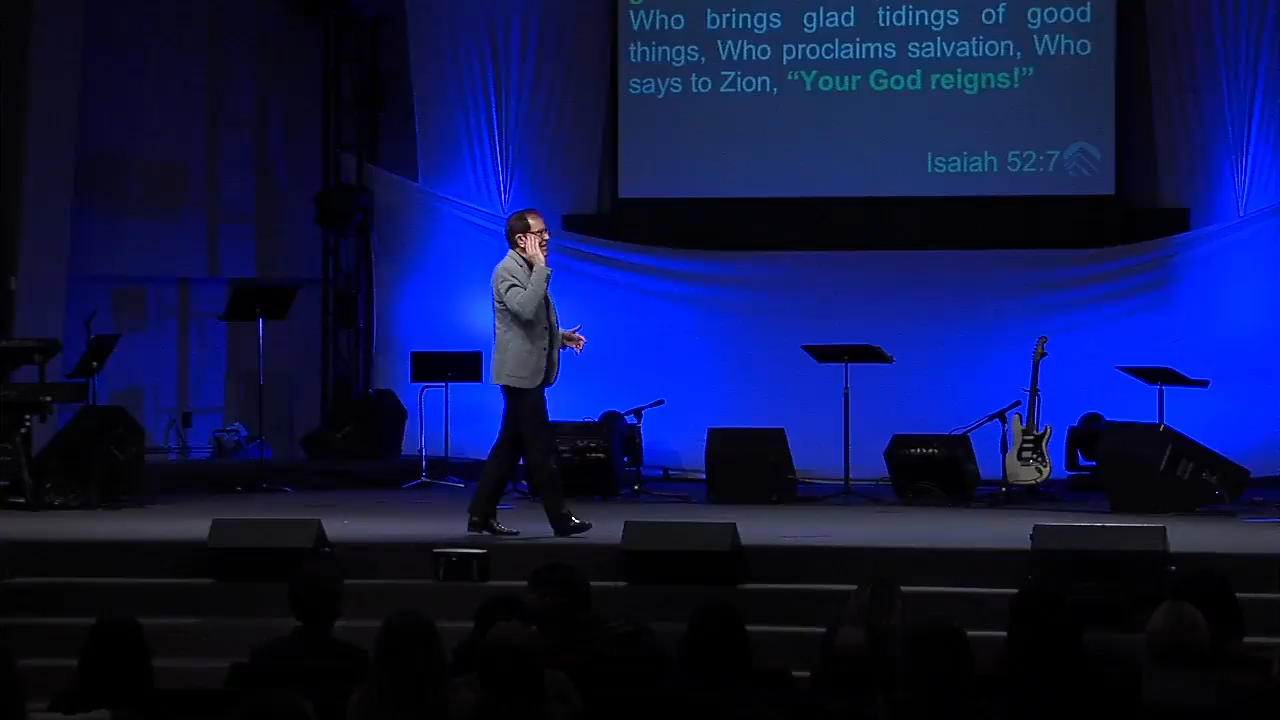 Who brings glad tidings of good
things, Who proclaims salvation, Who
says to Zion, “Your God reigns!”
Isaiah 52:7